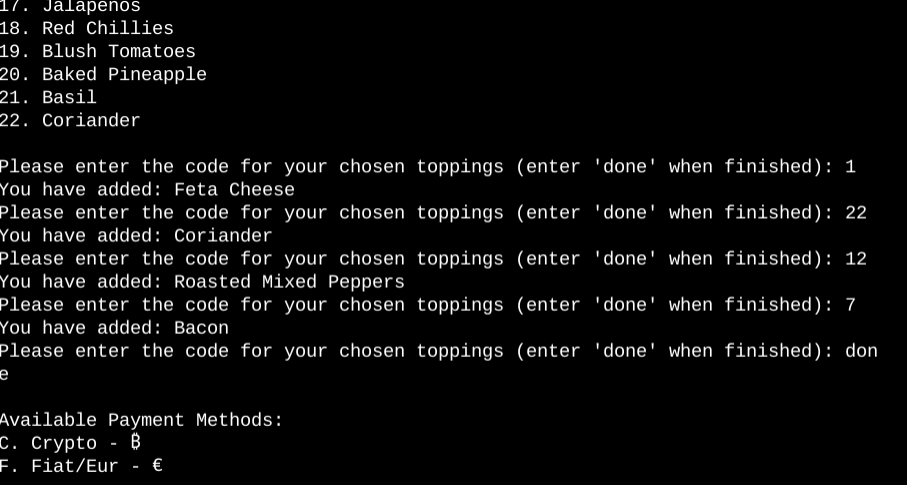 17. Jalapenos
18. Red Chillies
19. Blush Tomatoes
20. Baked Pineapple
21. Basil
22. Coriander
Please enter the code for your chosen toppings (enter 'done' when finished): 1
You have added: Feta Cheese
Please enter the code for your chosen toppings (enter 'done' when finished): 22
You have added: Coriander
Please enter the code for your chosen toppings (enter 'done' when finished): 12
You have added: Roasted Mixed Peppers
Please enter the code for your chosen toppings (enter 'done' when finished): 7
You have added: Bacon
Please enter the code for your chosen toppings (enter 'done' when finished): don
e
Available Payment Methods:
C. Crypto - ₿
F. Fiat/Eur - €